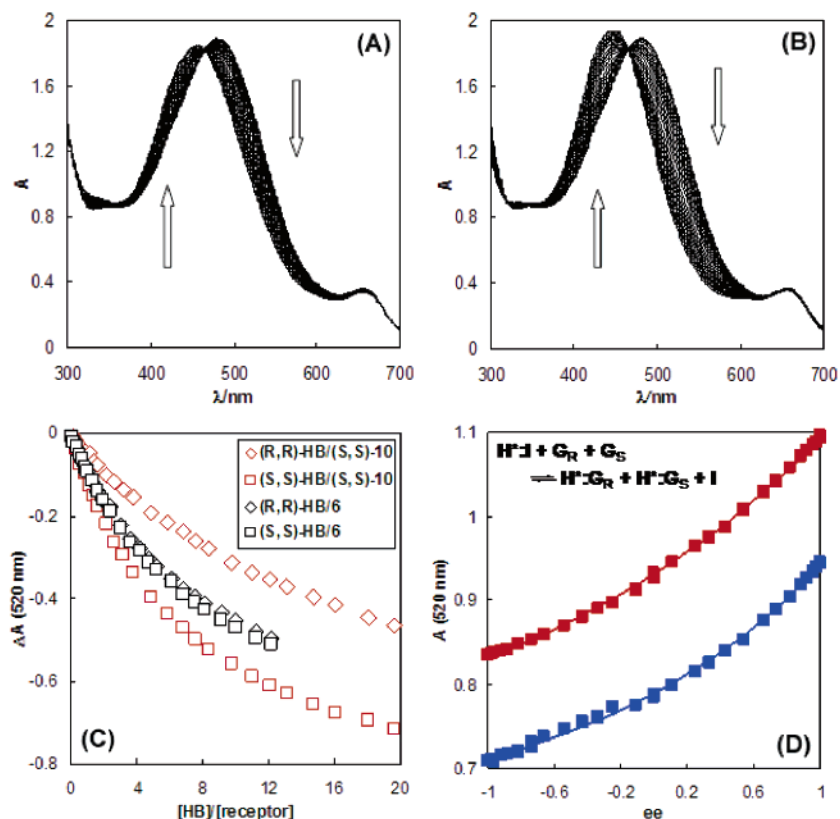 (A)
2
1.6
1.2
0.8
0.4
0
A
300 400 500 600 700
λ/nm
(B)
2
1.6
1.2
0.8
0.4
0
A
300 400 500 600 700
λ/nm
0
-0.2
-0.4
-0.6
-0.8
ΔA (520 nm)
(R,R)-HB/(S,S)-10
(S,S)-HB/(S,S)-10
(R,R)-HB/6
(S,S)-HB/6
(C)
0 4 8 12 16 20
[HB]/[receptor]
1.1
1
0.9
0.8
0.7
A (520 nm)
H*:I + G_R + G_S
⇌ H*:G_R + H*:G_S + I
(D)
-1 -0.6 -0.2 0.2 0.6 1
ee